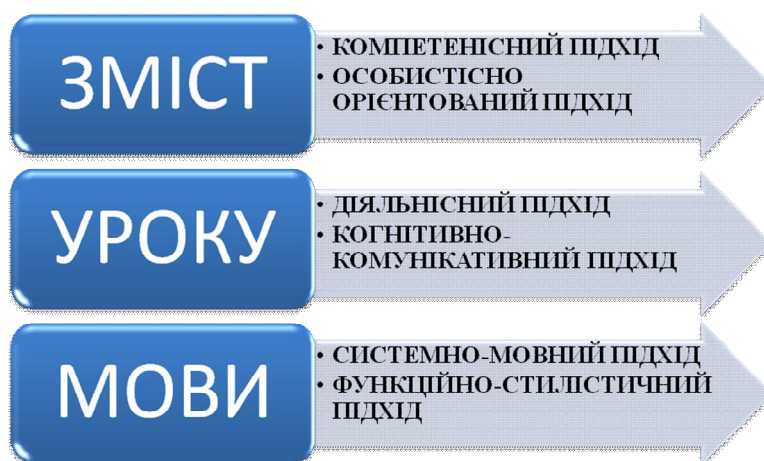 ЗМІСТ
• КОМПЕТЕНІСНИЙ ПІДХІД
• ОСОБИСТІСНО
ОРІЄНТОВАНИЙ ПІДХІД
УРОКУ
• ДІЯЛЬНІСНИЙ ПІДХІД
• КОГНІТИВНО-
КОМУНІКАТИВНИЙ ПІДХІД
МОВИ
• СИСТЕМНО-МОВНИЙ ПІДХІД
• ФУНКЦІЙНО-СТИЛІСТИЧНИЙ
ПІДХІД